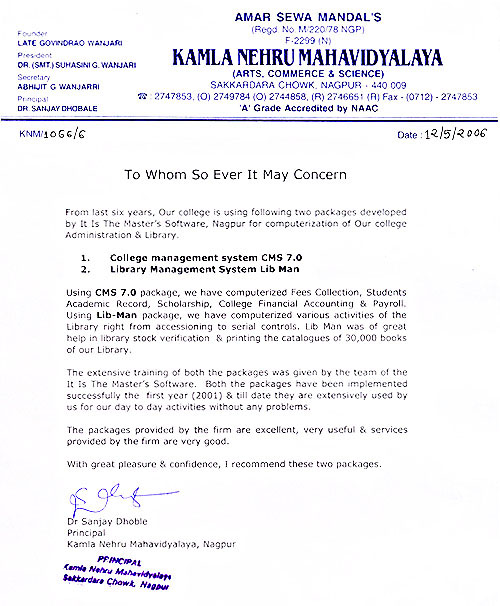 AMAR SEWA MANDAL'S
(Regd. No. M/220/78 NGP)
F-2299 (N)
KAMLA NEHRU MAHAVIDYALAYA
(ARTS, COMMERCE & SCIENCE)
SAKKARDARA CHOWK, NAGPUR - 440 009
☎ : 2747853, (O) 2749784 (O) 2744858, (R) 2746651 (R) Fax - (0712) - 2747853
'A' Grade Accredited by NAAC
Founder
LATE GOVINDRAO WANJARI
President
DR. (SMT.) SUHASINI G. WANJARI
Secretary
ABHIJIT G WANJARRI
Principal
DR. SANJAY DHOBALE
KNM/1066/6
Date : 12/5/2006
To Whom So Ever It May Concern
From last six years, Our college is using following two packages developed
by It Is The Master's Software, Nagpur for computerization of Our college
Administration & Library.
1. College management system CMS 7.0
2. Library Management System Lib Man
Using CMS 7.0 package, we have computerized Fees Collection, Students
Academic Record, Scholarship, College Financial Accounting & Payroll.
Using Lib-Man package, we have computerized various activities of the
Library right from accessioning to serial controls. Lib Man was of great
help in library stock verification & printing the catalogues of 30,000 books
of our Library.
The extensive training of both the packages was given by the team of the
It Is The Master's Software. Both the packages have been implemented
successfully the first year (2001) & till date they are extensively used by
us for our day to day activities without any problems.
The packages provided by the firm are excellent, very useful & services
provided by the firm are very good.
With great pleasure & confidence, I recommend these two packages.
Dr Sanjay Dhoble
Principal
Kamla Nehru Mahavidyalaya, Nagpur
PRINCIPAL
Kamla Nehru Mahavidyalaya
Sakkardara Chowk, Nagpur